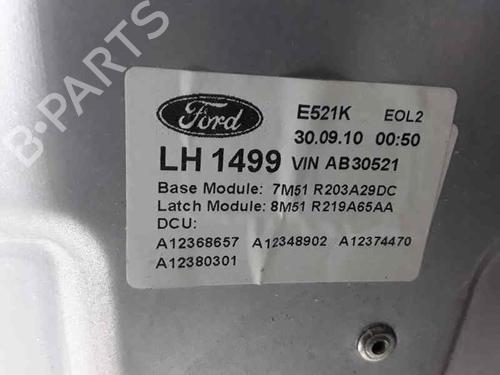 B-PARTS
Ford
E521K EOL2
30.09.10 00:50
LH 1499 VIN AB30521
Base Module: 7M51 R203A29DC
Latch Module: 8M51 R219A65AA
DCU:
A12368657 A12348902 A12374470
A12380301